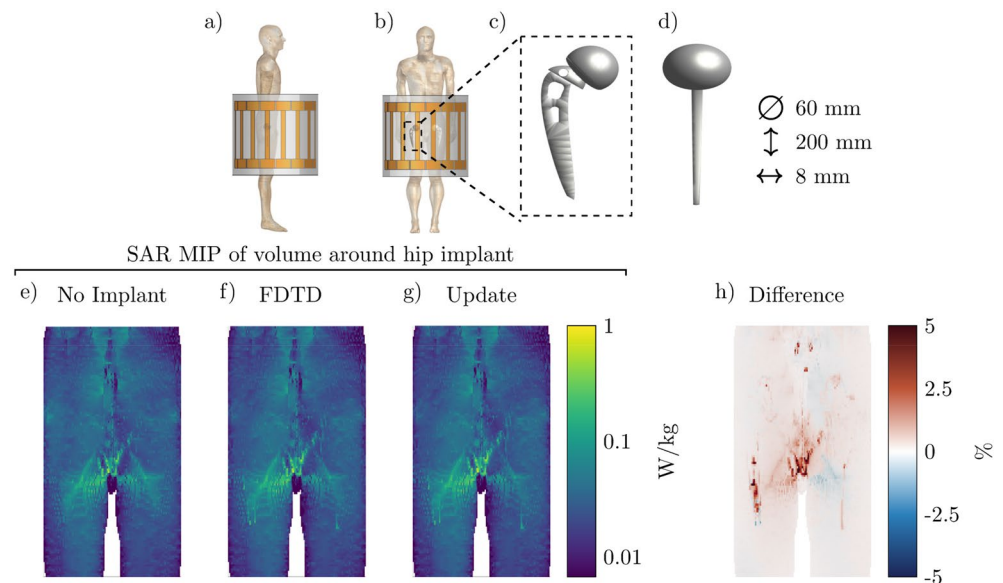 a)
b)
c)
d)
60 mm
200 mm
8 mm
SAR MIP of volume around hip implant
e) No Implant
f) FDTD
g) Update
h) Difference
1
0.1
0.01
W/kg
5
2.5
0
-2.5
-5
%